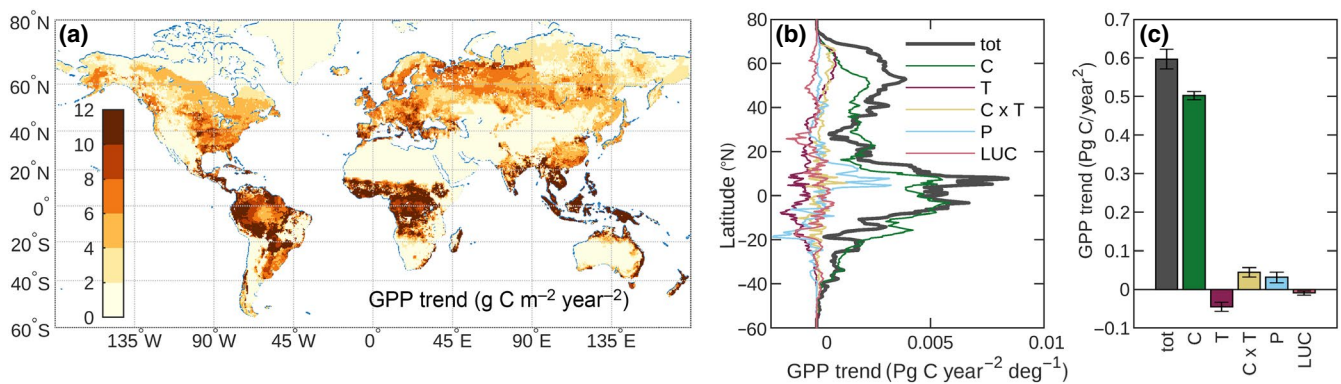 (a)
80°N
60°N
40°N
20°N
0°
20°S
40°S
60°S
12
10
8
6
4
2
0
GPP trend (g C m−2 year−2)
135°W
90°W
45°W
0°
45°E
90°E
135°E
(b)
80
60
40
20
0
−20
−40
−60
Latitude (°N)
tot
C
T
C x T
P
LUC
0
0.005
0.01
GPP trend (Pg C year−2 deg−1)
(c)
0.7
0.6
0.5
0.4
0.3
0.2
0.1
0
−0.1
GPP trend (Pg C/year2)
tot
C
T
C x T
P
LUC